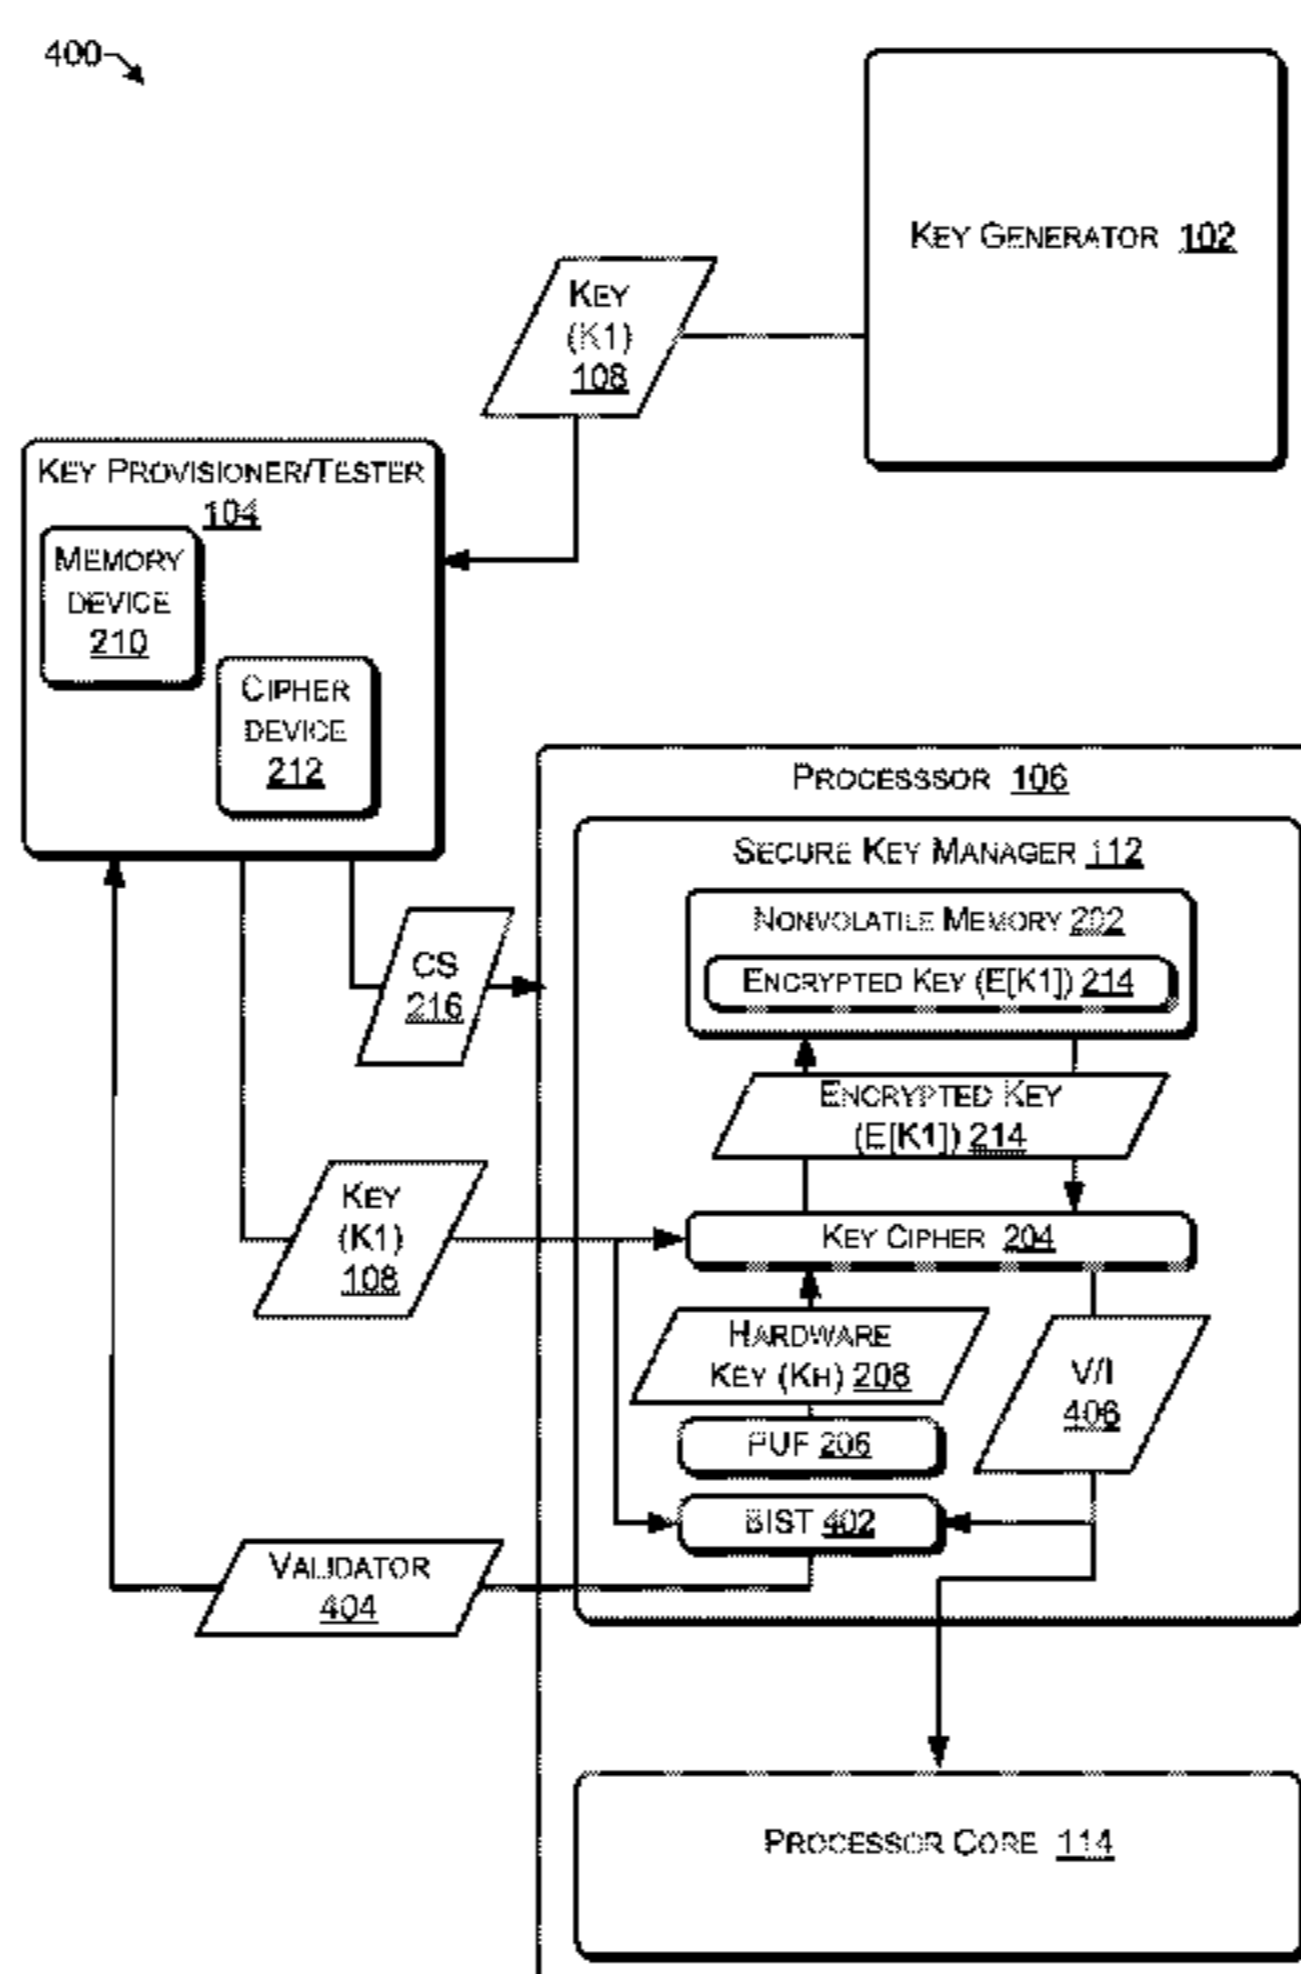 400
KEY GENERATOR 102
KEY
(K1)
108
KEY PROVISIONER/TESTER
104
MEMORY
DEVICE
210
CIPHER
DEVICE
212
PROCESSSOR 106
SECURE KEY MANAGER 112
NONVOLATILE MEMORY 202
ENCRYPTED KEY (E[K1]) 214
CS
216
ENCRYPTED KEY
(E[K1]) 214
KEY
(K1)
108
KEY CIPHER 204
HARDWARE
KEY (KH) 208
V/I
406
PUF 206
BIST 402
VALIDATOR
404
PROCESSOR CORE 114